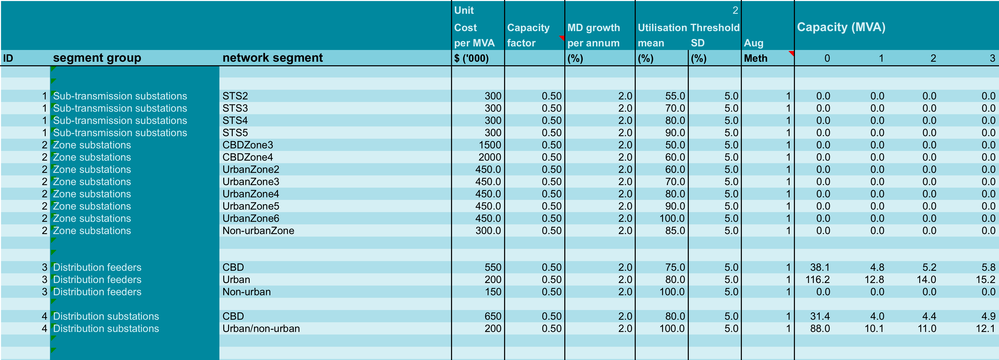 Unit 2
Cost Capacity MD growth Utilisation Threshold Capacity (MVA)
per MVA factor per annum mean SD Aug
ID segment group network segment $ ('000) (%) (%) (%) Meth 0 1 2 3
1 Sub-transmission substations STS2 300 0.50 2.0 55.0 5.0 1 0.0 0.0 0.0 0.0
1 Sub-transmission substations STS3 300 0.50 2.0 70.0 5.0 1 0.0 0.0 0.0 0.0
1 Sub-transmission substations STS4 300 0.50 2.0 80.0 5.0 1 0.0 0.0 0.0 0.0
1 Sub-transmission substations STS5 300 0.50 2.0 90.0 5.0 1 0.0 0.0 0.0 0.0
2 Zone substations CBDZone3 1500 0.50 2.0 50.0 5.0 1 0.0 0.0 0.0 0.0
2 Zone substations CBDZone4 2000 0.50 2.0 60.0 5.0 1 0.0 0.0 0.0 0.0
2 Zone substations UrbanZone2 450.0 0.50 2.0 60.0 5.0 1 0.0 0.0 0.0 0.0
2 Zone substations UrbanZone3 450.0 0.50 2.0 70.0 5.0 1 0.0 0.0 0.0 0.0
2 Zone substations UrbanZone4 450.0 0.50 2.0 80.0 5.0 1 0.0 0.0 0.0 0.0
2 Zone substations UrbanZone5 450.0 0.50 2.0 90.0 5.0 1 0.0 0.0 0.0 0.0
2 Zone substations UrbanZone6 450.0 0.50 2.0 100.0 5.0 1 0.0 0.0 0.0 0.0
2 Zone substations Non-urbanZone 300.0 0.50 2.0 85.0 5.0 1 0.0 0.0 0.0 0.0
3 Distribution feeders CBD 550 0.50 2.0 75.0 5.0 1 38.1 4.8 5.2 5.8
3 Distribution feeders Urban 200 0.50 2.0 80.0 5.0 1 116.2 12.8 14.0 15.2
3 Distribution feeders Non-urban 150 0.50 2.0 100.0 5.0 1 0.0 0.0 0.0 0.0
4 Distribution substations CBD 650 0.50 2.0 80.0 5.0 1 31.4 4.0 4.4 4.9
4 Distribution substations Urban/non-urban 200 0.50 2.0 100.0 5.0 1 88.0 10.1 11.0 12.1